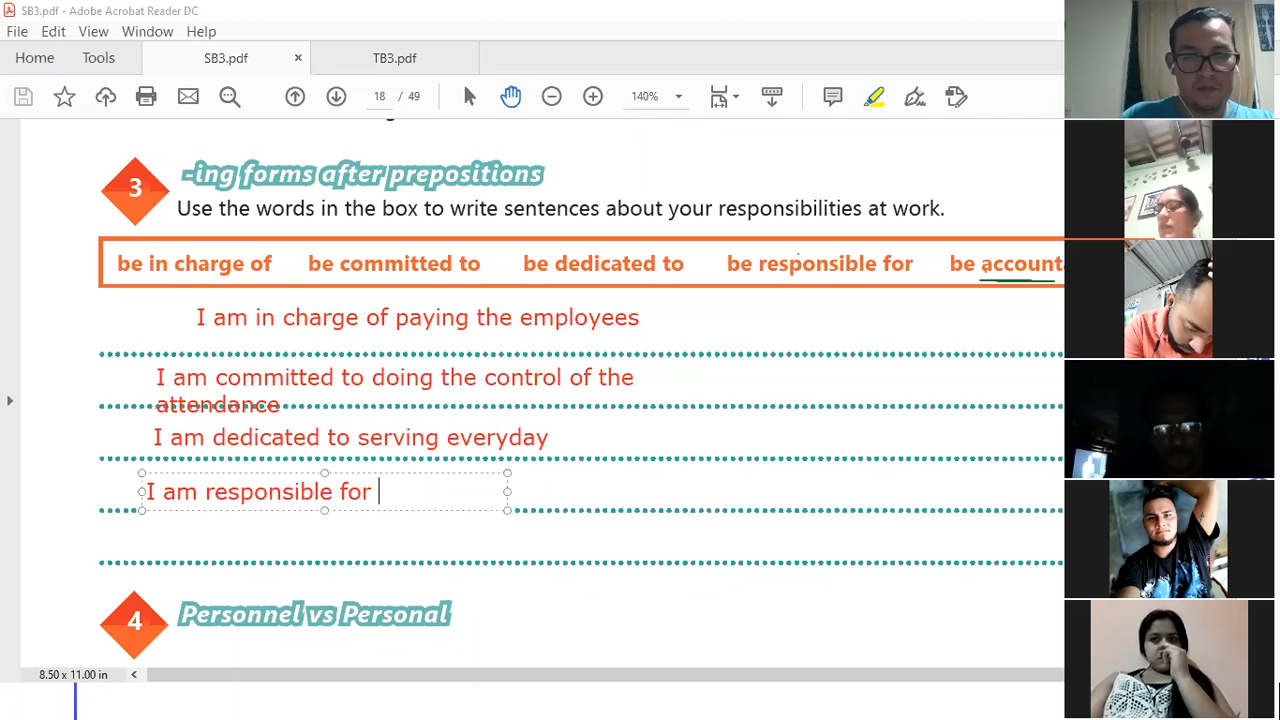 SB3.pdf - Adobe Acrobat Reader DC
File Edit View Window Help
Home Tools SB3.pdf × TB3.pdf
18 / 49 140%
3 -ing forms after prepositions
Use the words in the box to write sentences about your responsibilities at work.
be in charge of be committed to be dedicated to be responsible for be account
I am in charge of paying the employees
I am committed to doing the control of the
attendance
I am dedicated to serving everyday
I am responsible for
4 Personnel vs Personal
8.50 x 11.00 in